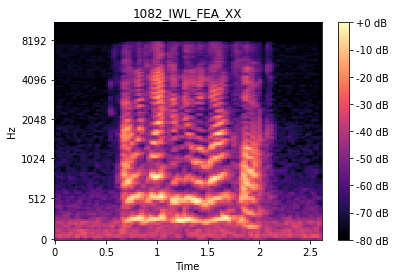 1082_IWL_FEA_XX
+0 dB
8192
-10 dB
4096
-20 dB
-30 dB
2048
Hz
-40 dB
1024
-50 dB
512
-60 dB
-70 dB
0
-80 dB
0
0.5
1
1.5
2
2.5
Time